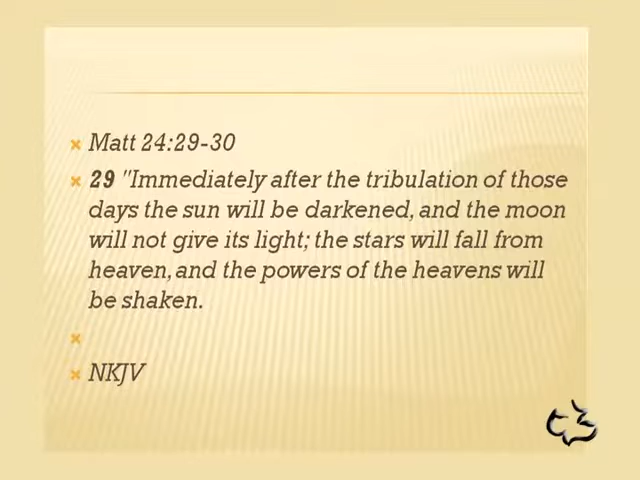 Matt 24:29-30
29 "Immediately after the tribulation of those
days the sun will be darkened, and the moon
will not give its light; the stars will fall from
heaven, and the powers of the heavens will
be shaken.
NKJV